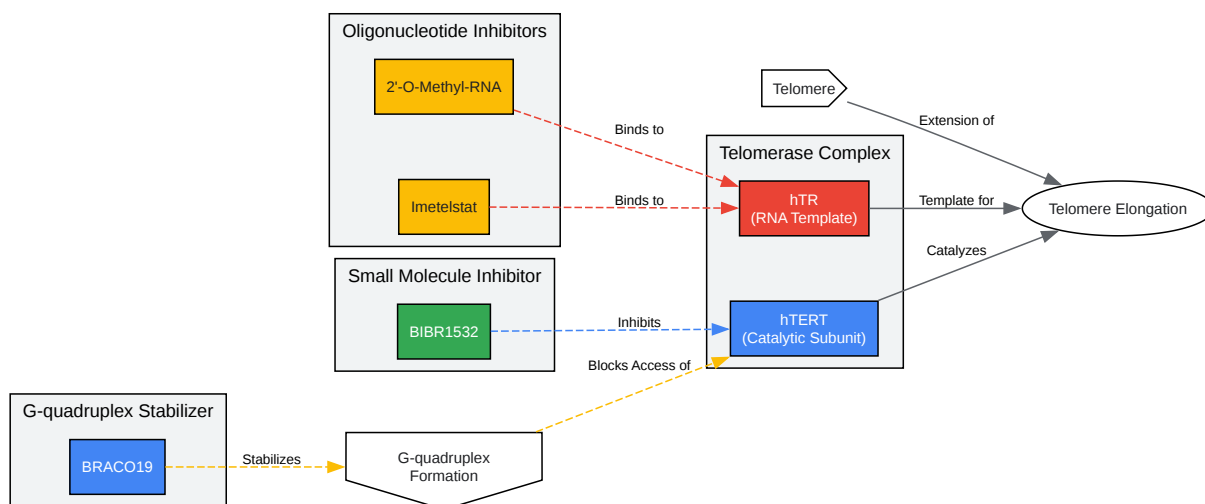 Oligonucleotide Inhibitors
2'-O-Methyl-RNA
Imetelstat
Binds to
Binds to
Telomere
Extension of
Telomerase Complex
hTR
(RNA Template)
Template for
Telomere Elongation
Catalyzes
Small Molecule Inhibitor
BIBR1532
Inhibits
hTERT
(Catalytic Subunit)
Blocks Access of
G-quadruplex Stabilizer
BRACO19
Stabilizes
G-quadruplex
Formation